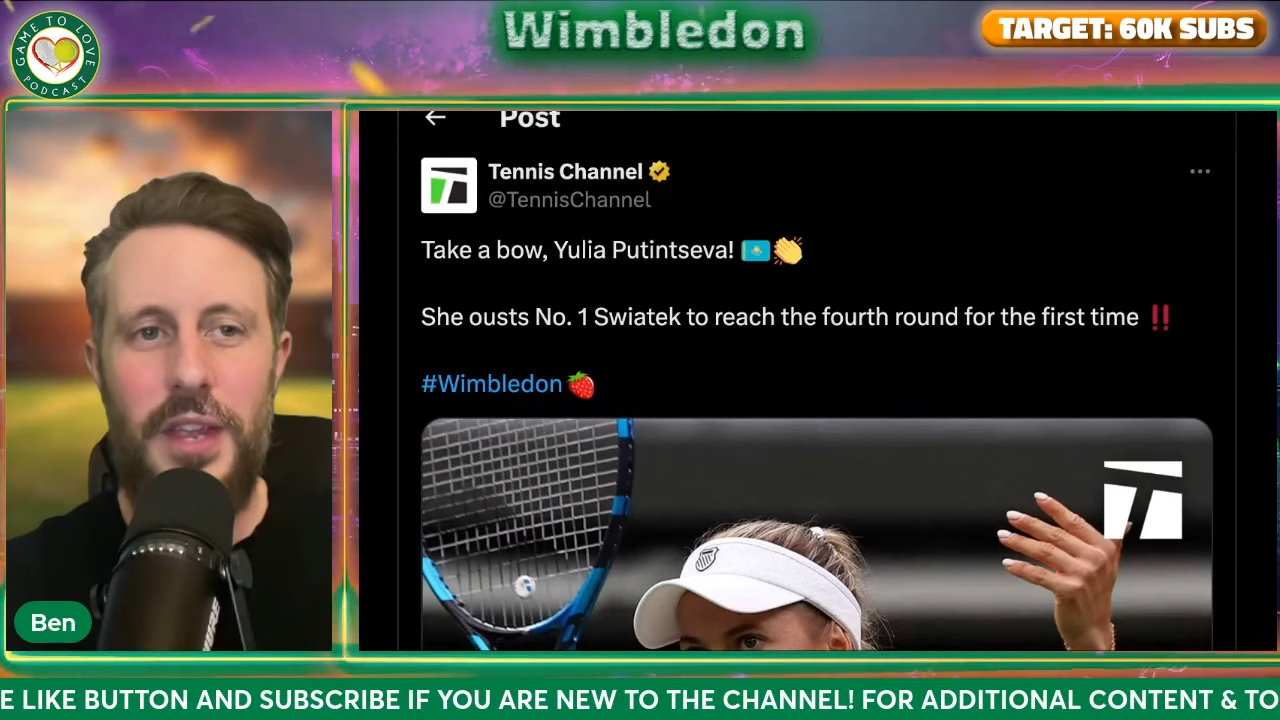 GAME TO LOVE
PODCAST
Wimbledon
TARGET: 60K SUBS
Post
Tennis Channel
@TennisChannel
Take a bow, Yulia Putintseva! 🇰🇿👏
She ousts No. 1 Swiatek to reach the fourth round for the first time ‼️
#Wimbledon🍓
Ben
E LIKE BUTTON AND SUBSCRIBE IF YOU ARE NEW TO THE CHANNEL! FOR ADDITIONAL CONTENT & TO